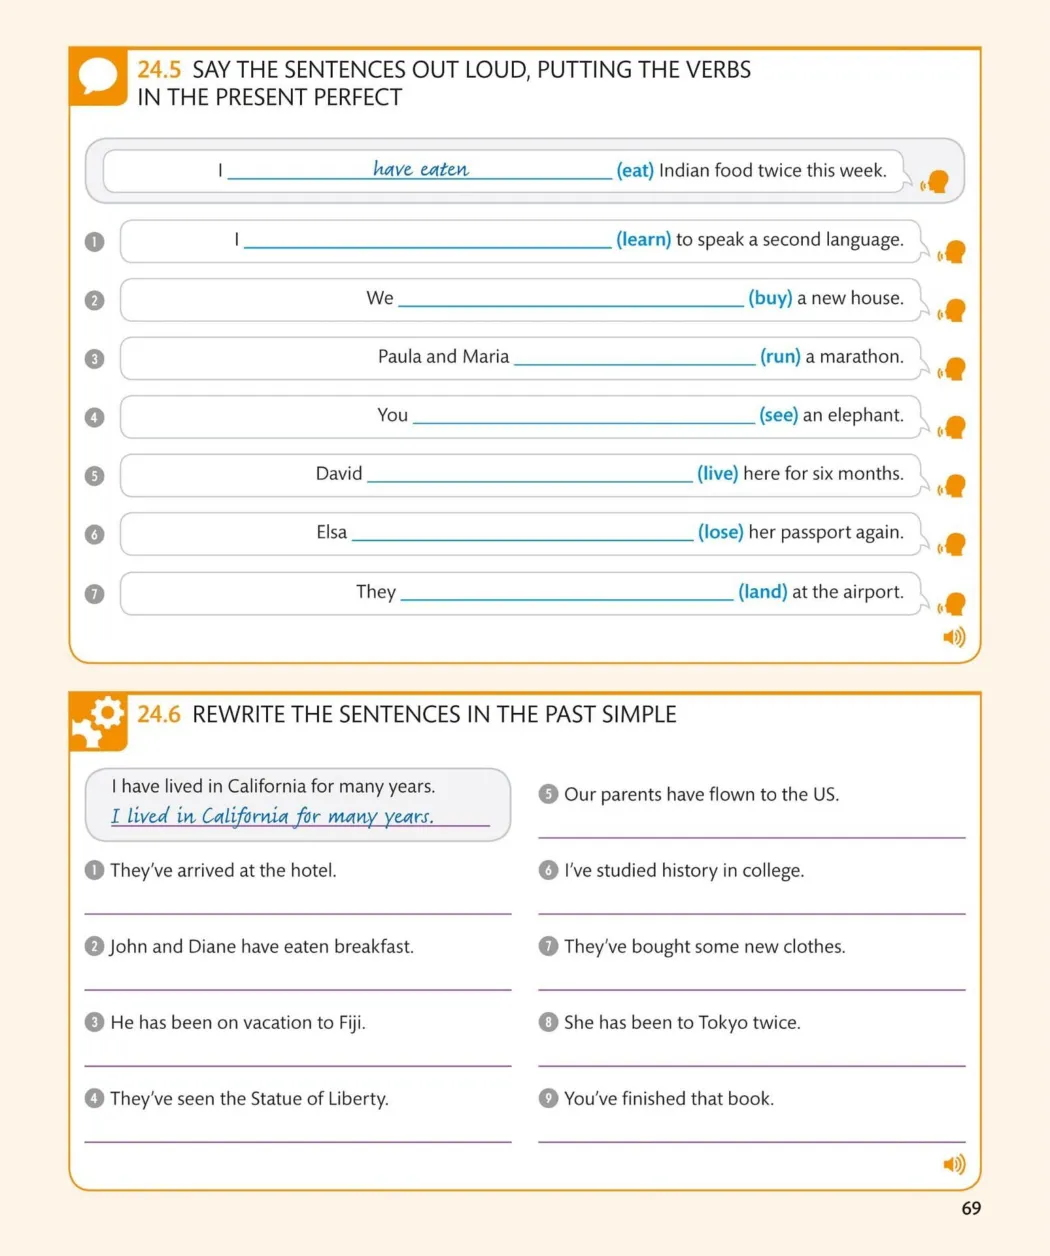 24.5 SAY THE SENTENCES OUT LOUD, PUTTING THE VERBS
IN THE PRESENT PERFECT
I have eaten (eat) Indian food twice this week.
1 I (learn) to speak a second language.
2 We (buy) a new house.
3 Paula and Maria (run) a marathon.
4 You (see) an elephant.
5 David (live) here for six months.
6 Elsa (lose) her passport again.
7 They (land) at the airport.
24.6 REWRITE THE SENTENCES IN THE PAST SIMPLE
I have lived in California for many years.
I lived in California for many years.
1 They've arrived at the hotel.
2 John and Diane have eaten breakfast.
3 He has been on vacation to Fiji.
4 They've seen the Statue of Liberty.
5 Our parents have flown to the US.
6 I've studied history in college.
7 They've bought some new clothes.
8 She has been to Tokyo twice.
9 You've finished that book.
69